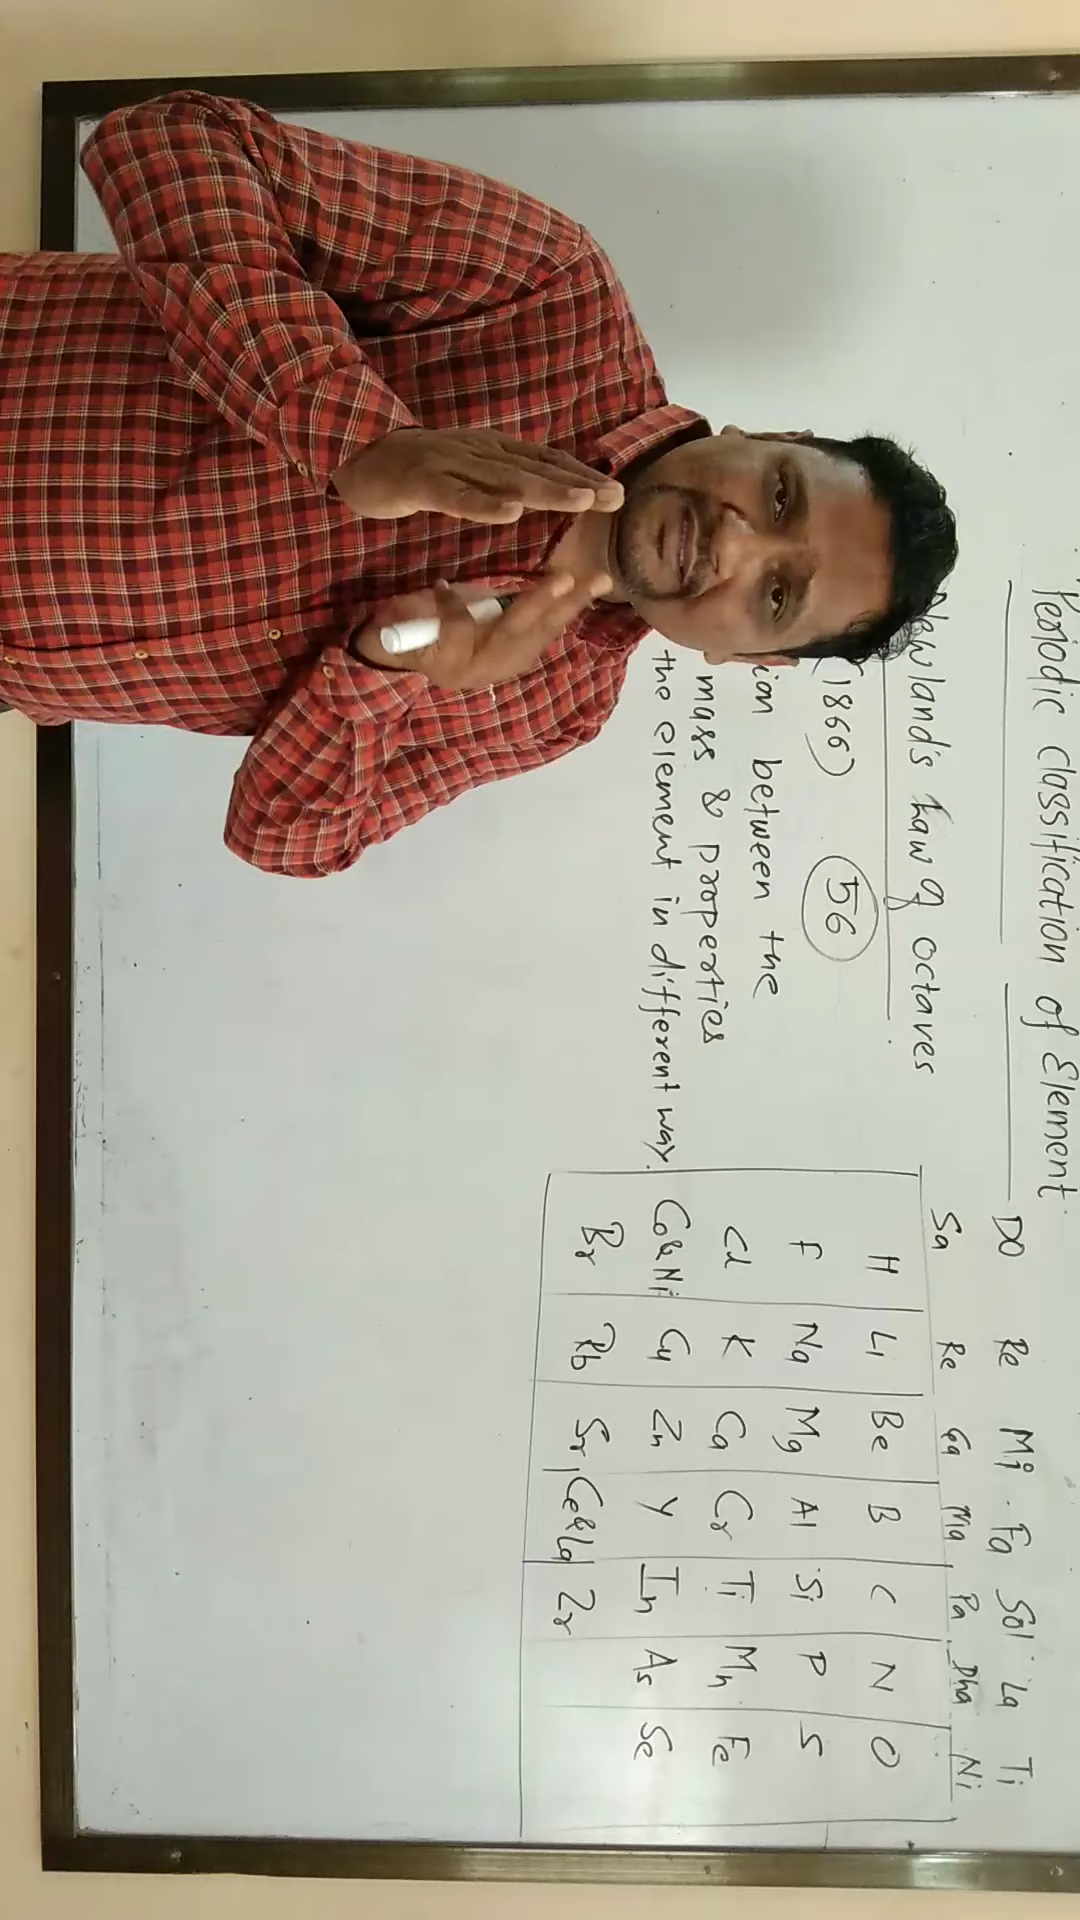 Periodic classification of Element.
Newland's Law of octaves
(1866) 56
ion between the
mass & properties
the element in different way.
Do Re Mi Fa Sol La Ti
Sa Re Ga Ma Pa Dha Ni
H Li Be B C N O
F Na Mg Al Si P S
Cl K Ca Cr Ti Mn Fe
Co&Ni Cu Zn Y In As Se
Br Rb Sr Ce&La Zr